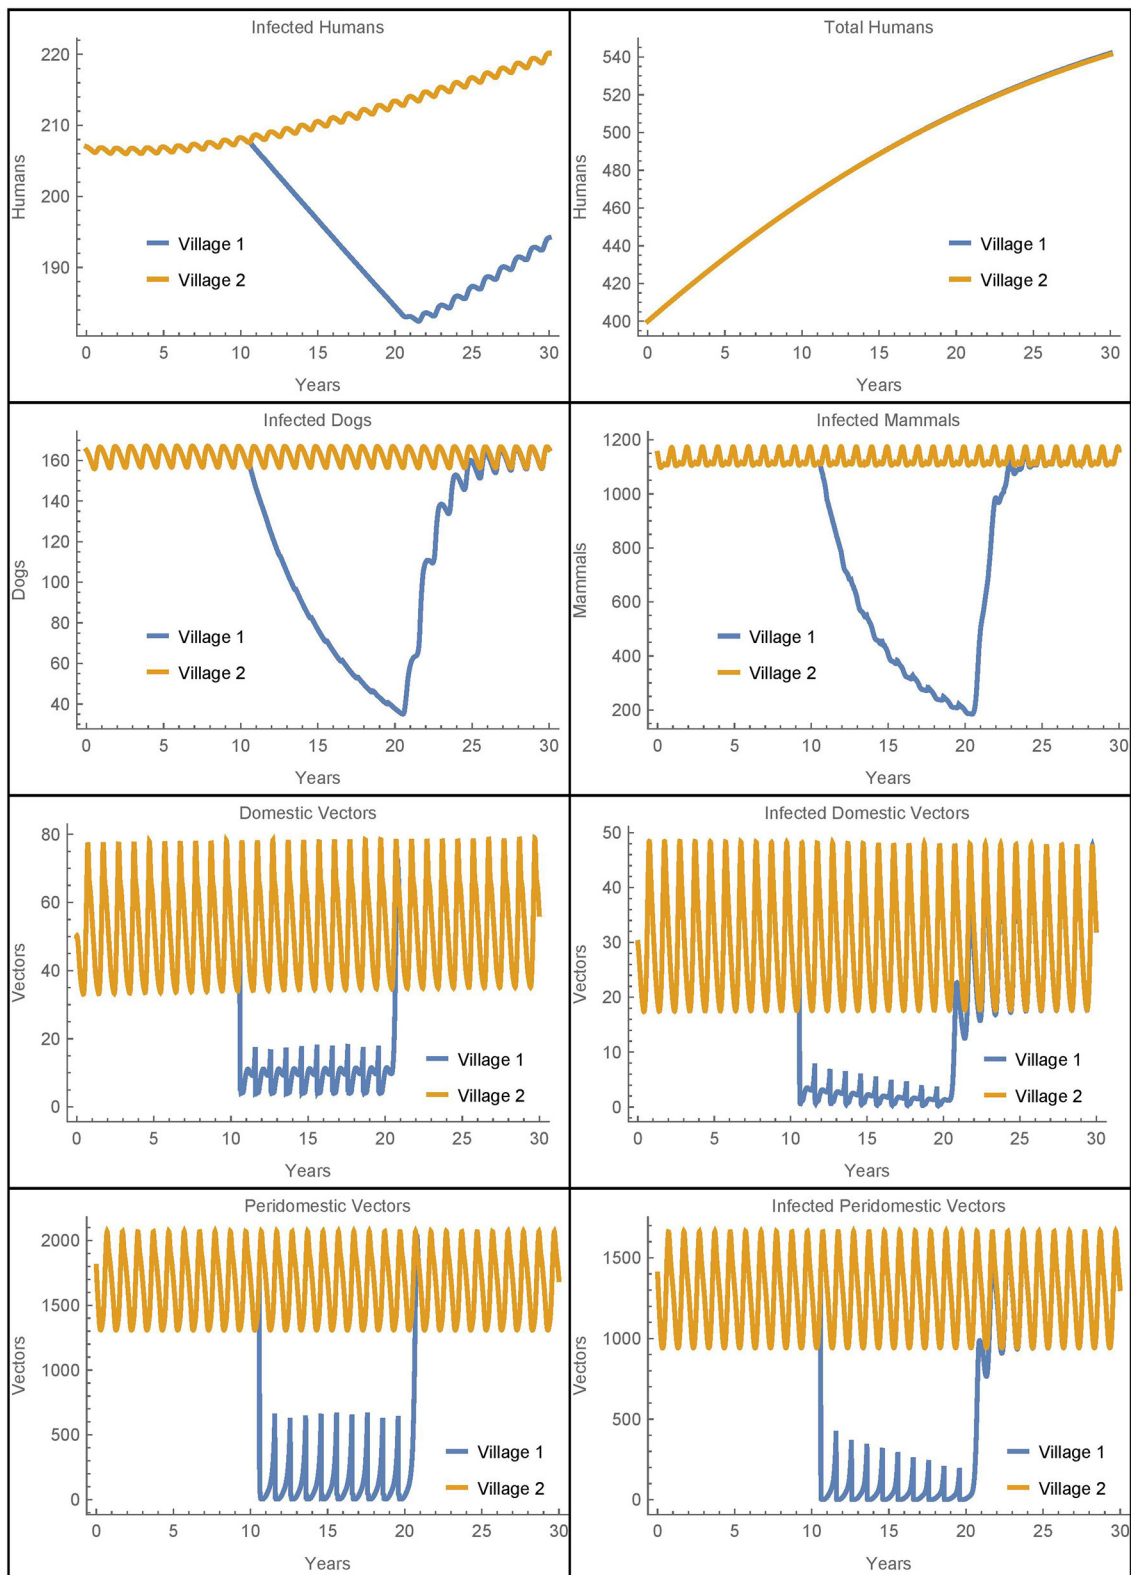 Infected Humans
220
210
200
190
Humans
Village 1
Village 2
0 5 10 15 20 25 30
Years
Total Humans
540
520
500
480
460
440
420
400
Humans
Village 1
Village 2
0 5 10 15 20 25 30
Years
Infected Dogs
160
140
120
100
80
60
40
Dogs
Village 1
Village 2
0 5 10 15 20 25 30
Years
Infected Mammals
1200
1000
800
600
400
200
Mammals
Village 1
Village 2
0 5 10 15 20 25 30
Years
Domestic Vectors
80
60
40
20
0
Vectors
Village 1
Village 2
0 5 10 15 20 25 30
Years
Infected Domestic Vectors
50
40
30
20
10
0
Vectors
Village 1
Village 2
0 5 10 15 20 25 30
Years
Peridomestic Vectors
2000
1500
1000
500
0
Vectors
Village 1
Village 2
0 5 10 15 20 25 30
Years
Infected Peridomestic Vectors
1500
1000
500
0
Vectors
Village 1
Village 2
0 5 10 15 20 25 30
Years